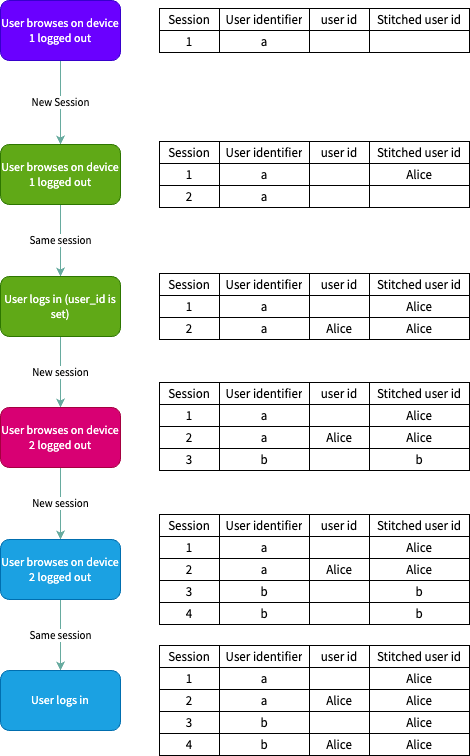 User browses on device
1 logged out
Session User identifier user id Stitched user id
1 a
New Session
User browses on device
1 logged out
Session User identifier user id Stitched user id
1 a Alice
2 a
Same session
User logs in (user_id is
set)
Session User identifier user id Stitched user id
1 a Alice
2 a Alice Alice
New session
User browses on device
2 logged out
Session User identifier user id Stitched user id
1 a Alice
2 a Alice Alice
3 b b
New session
User browses on device
2 logged out
Session User identifier user id Stitched user id
1 a Alice
2 a Alice Alice
3 b b
4 b b
Same session
User logs in
Session User identifier user id Stitched user id
1 a Alice
2 a Alice Alice
3 b Alice
4 b Alice Alice